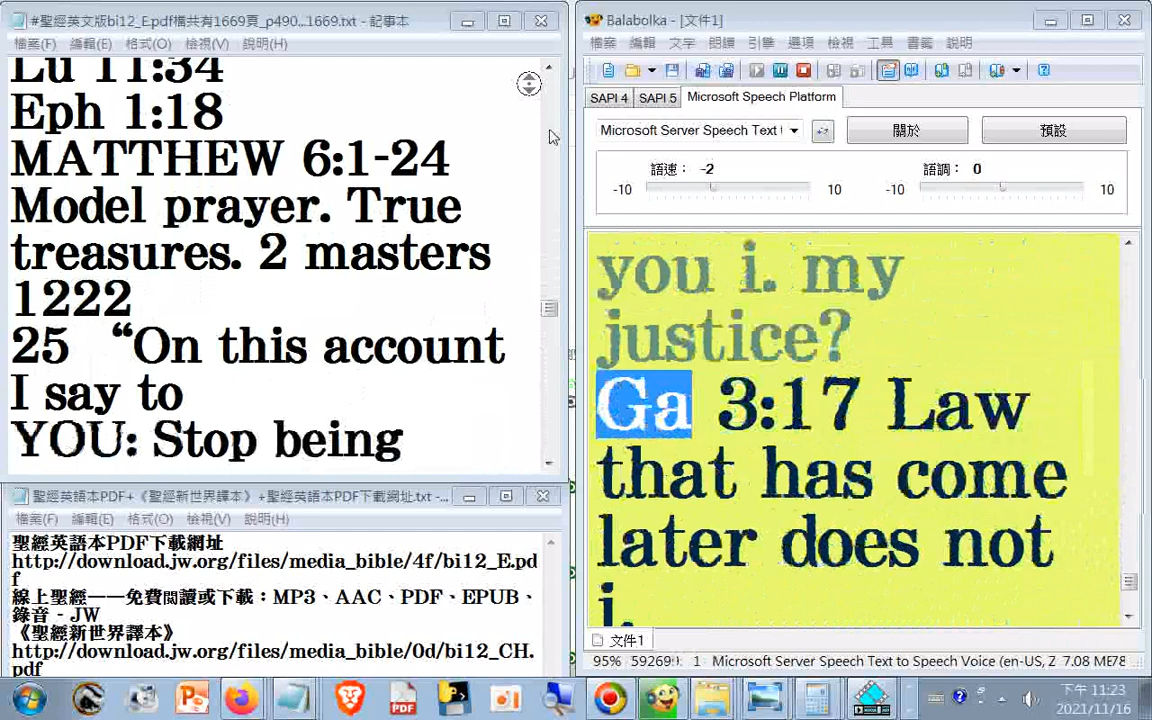 #聖經英文版bi12_E.pdf檔共有1669頁_p490...1669.txt - 記事本
檔案(F) 編輯(E) 格式(O) 檢視(V) 說明(H)
Lu 11:34
Eph 1:18
MATTHEW 6:1-24
Model prayer. True
treasures. 2 masters
1222
25 “On this account
I say to
YOU: Stop being
聖經英語本PDF+《聖經新世界譯本》+聖經英語本PDF下載網址.txt - ...
檔案(F) 編輯(E) 格式(O) 檢視(V) 說明(H)
聖經英語本PDF下載網址
http://download.jw.org/files/media_bible/4f/bi12_E.pd
f
線上聖經——免費閱讀或下載：MP3、AAC、PDF、EPUB、
錄音 - JW
《聖經新世界譯本》
http://download.jw.org/files/media_bible/0d/bi12_CH.
pdf
Balabolka - [文件1]
檔案 編輯 文字 朗讀 引擎 選項 檢視 工具 書籤 說明
SAPI 4 SAPI 5 Microsoft Speech Platform
Microsoft Server Speech Text 關於 預設
語速： -2 語調： 0
-10 10 -10 10
you i. my
justice?
Ga 3:17 Law
that has come
later does not
i.
文件1
95% 59269 1 Microsoft Server Speech Text to Speech Voice (en-US, Z 7.08 ME78
PDF
下午 11:23
2021/11/16